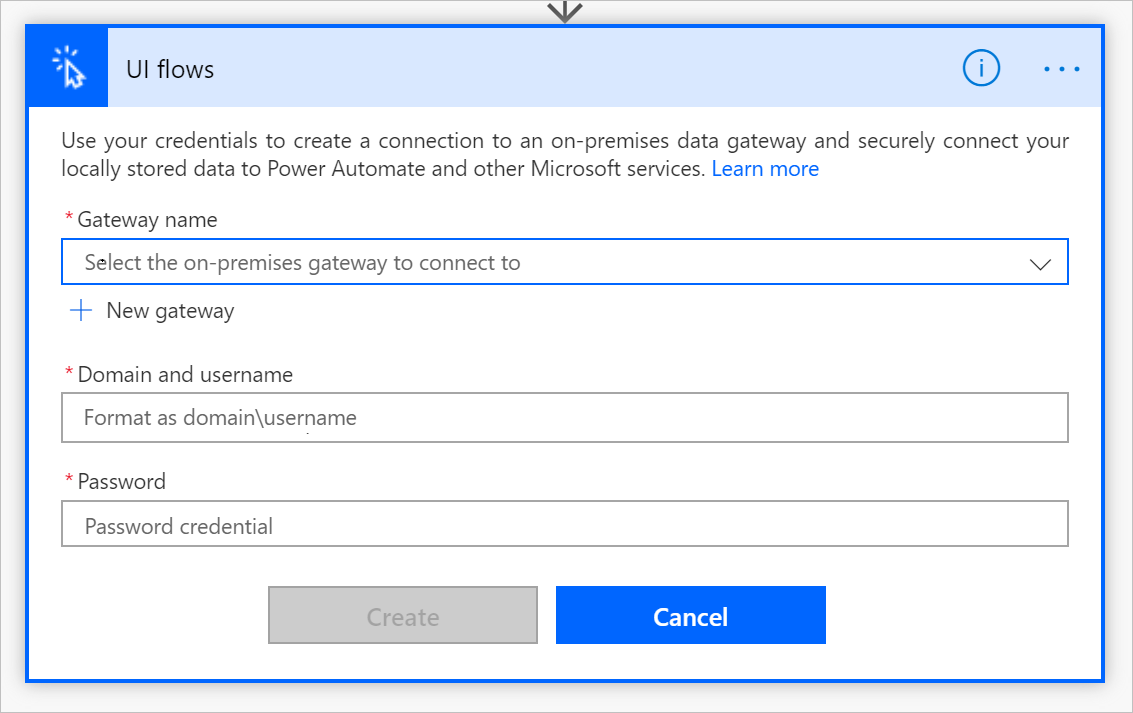 UI flows
Use your credentials to create a connection to an on-premises data gateway and securely connect your
locally stored data to Power Automate and other Microsoft services. Learn more
* Gateway name
Select the on-premises gateway to connect to
+ New gateway
* Domain and username
Format as domain\username
* Password
Password credential
Create
Cancel